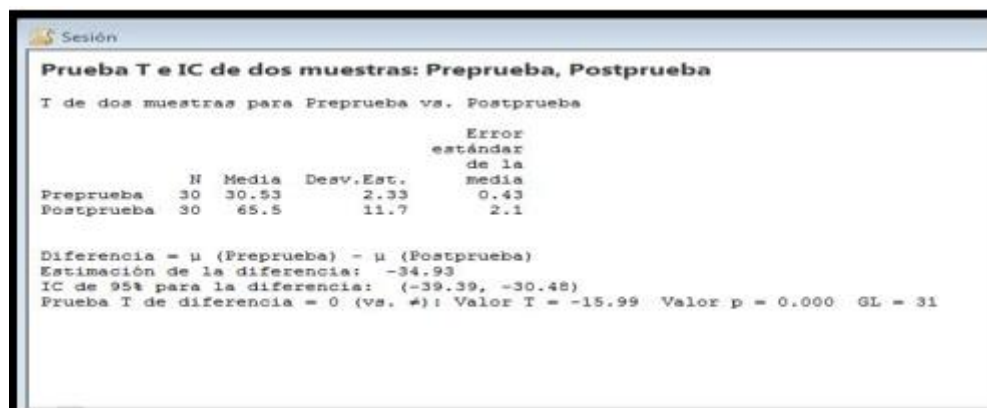 Sesión
Prueba T e IC de dos muestras: Preprueba, Postprueba
T de dos muestras para Preprueba vs. Postprueba
Error
estándar
de la
N Media Desv.Est. media
Preprueba 30 30.53 2.33 0.43
Postprueba 30 65.5 11.7 2.1
Diferencia = μ (Preprueba) - μ (Postprueba)
Estimación de la diferencia: -34.93
IC de 95% para la diferencia: (-39.39, -30.48)
Prueba T de diferencia = 0 (vs. ≠): Valor T = -15.99 Valor p = 0.000 GL = 31